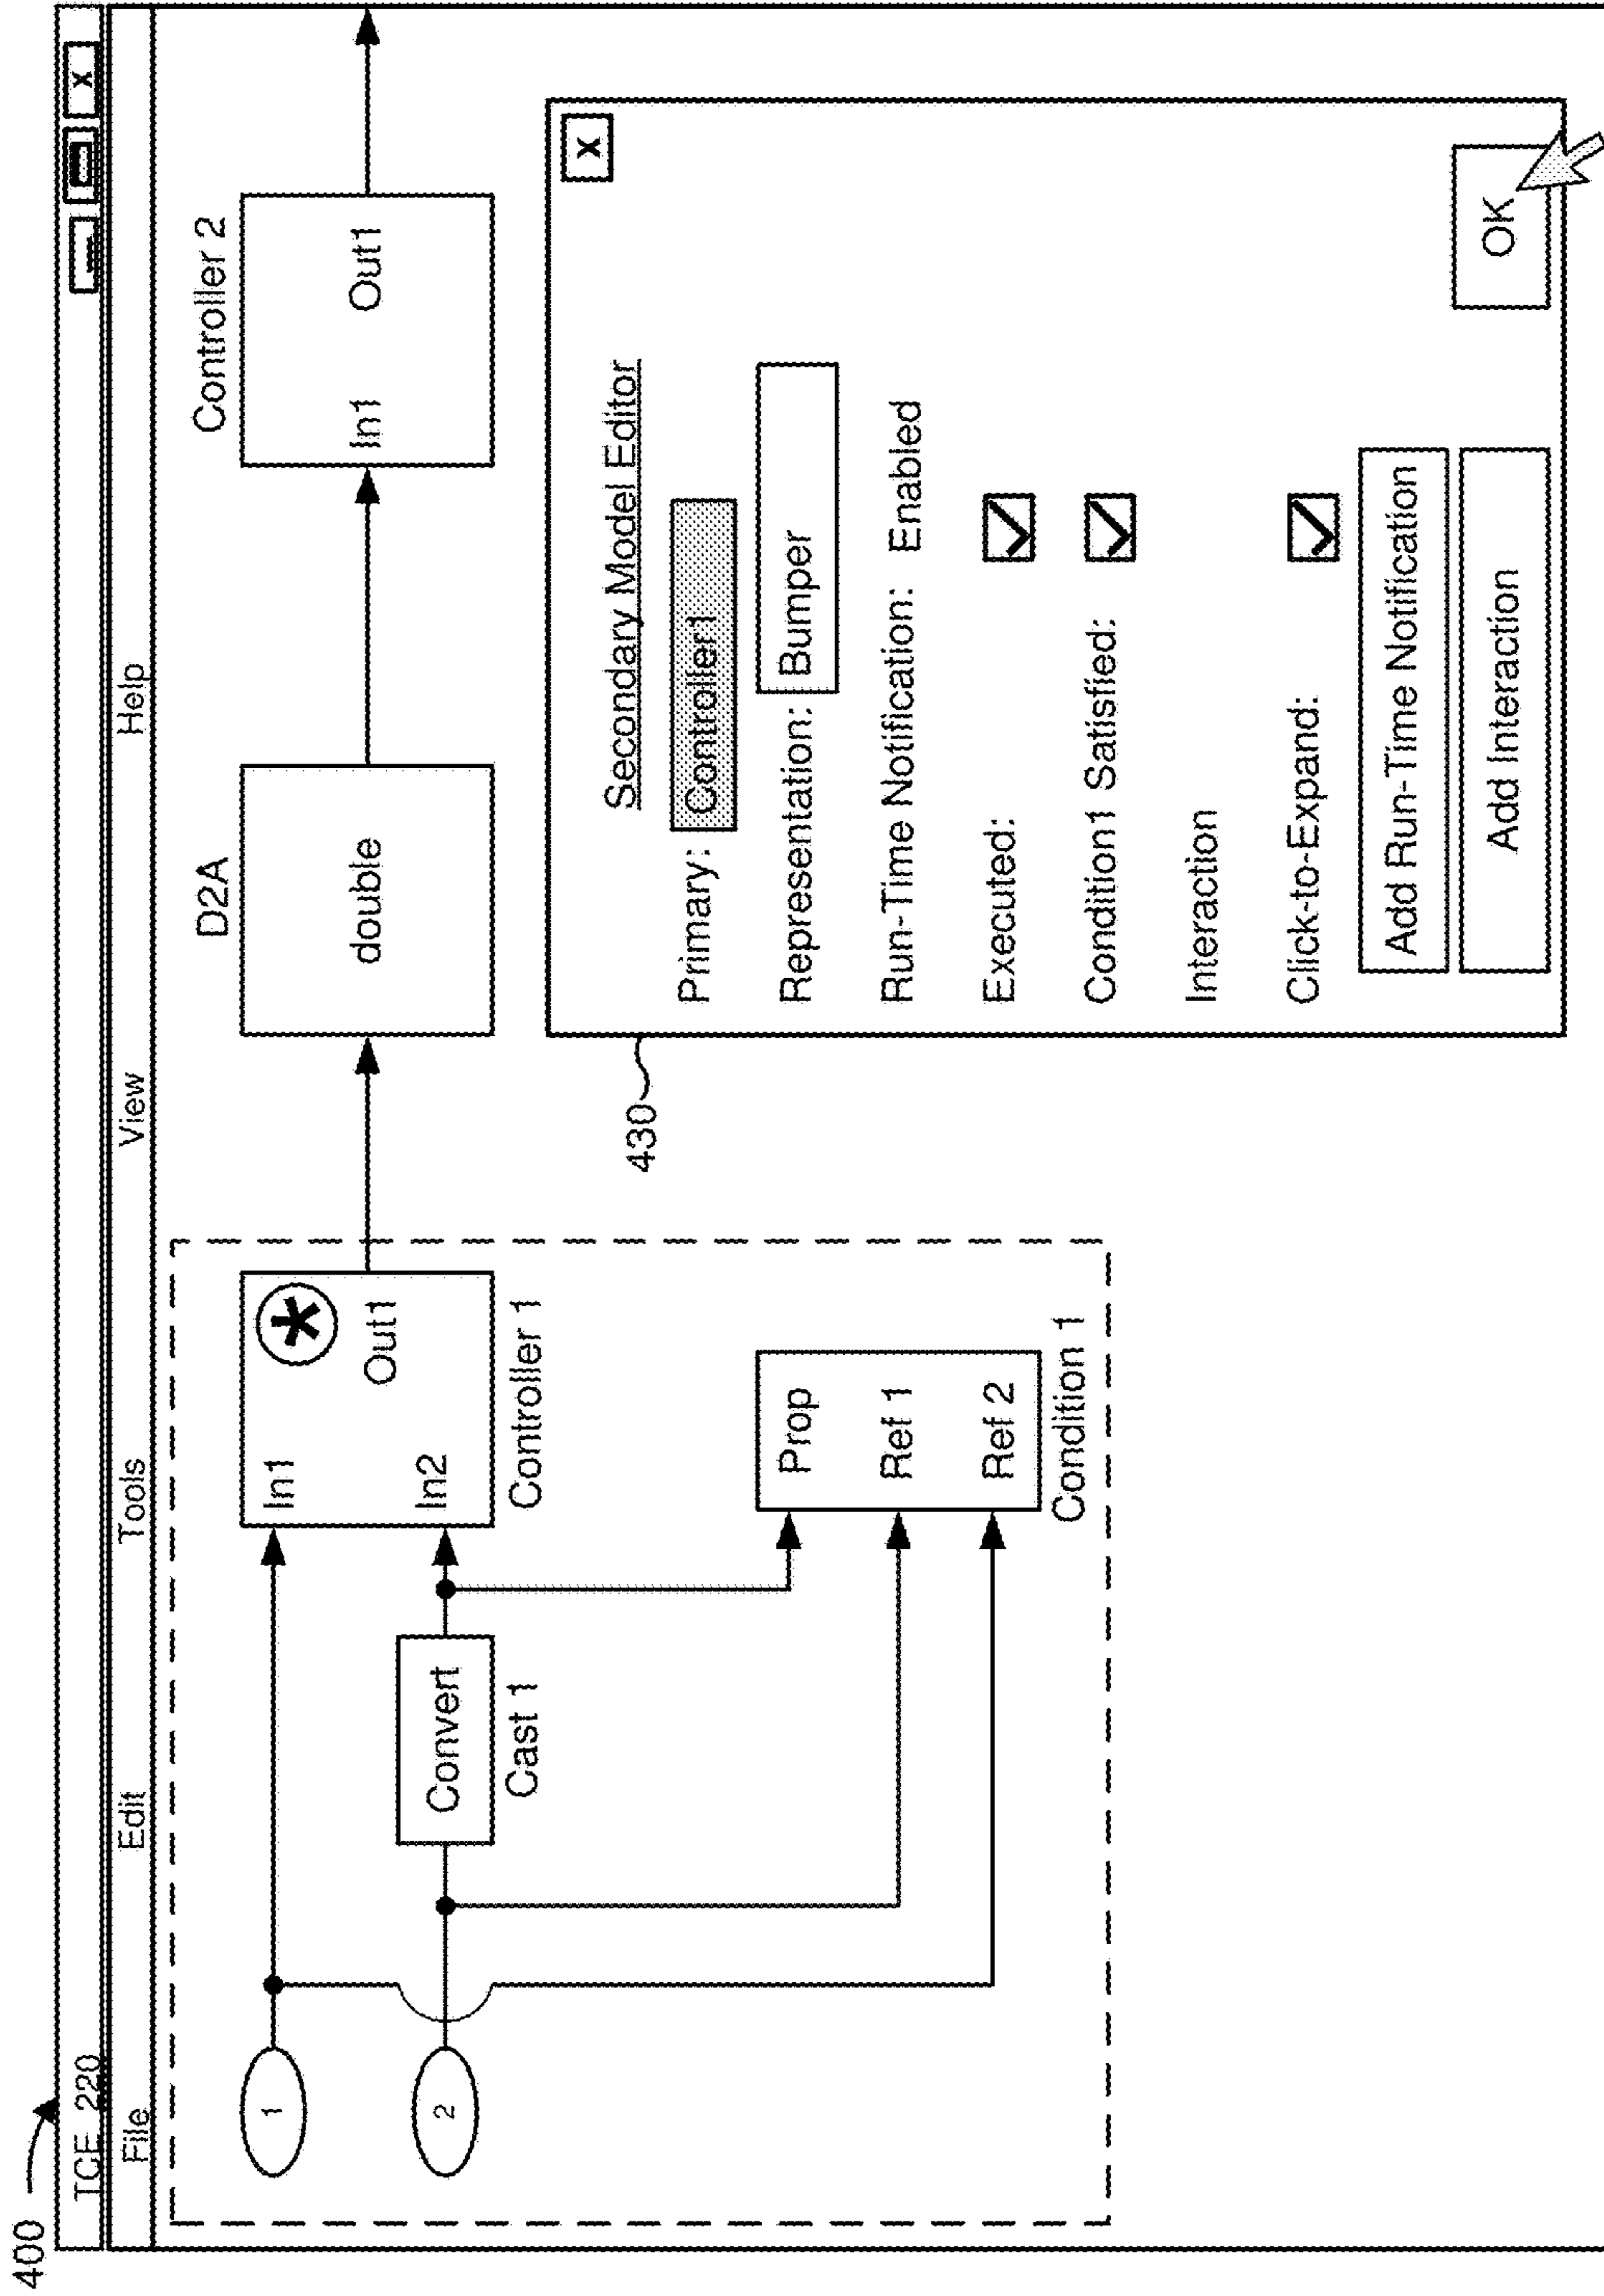 400
TCE 220
x
File Edit Tools View Help
1
2
In1
In2
Out1
Controller 1
Convert
Cast 1
Prop
Ref 1
Ref 2
Condition 1
D2A
double
Controller 2
In1 Out1
430
x
Secondary Model Editor
Primary: Controller1
Representation: Bumper
Run-Time Notification: Enabled
Executed:
Condition1 Satisfied:
Interaction
Click-to-Expand:
Add Run-Time Notification
Add Interaction
OK